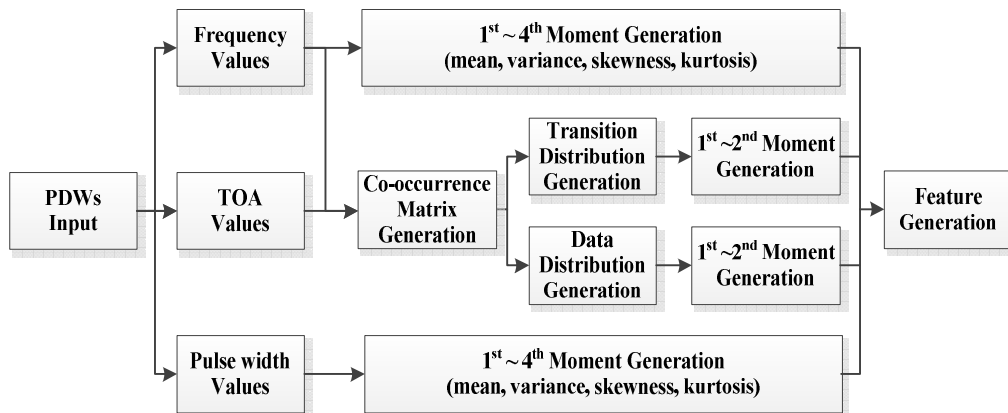 Frequency
Values
1st ~ 4th Moment Generation
(mean, variance, skewness, kurtosis)
PDWs
Input
TOA
Values
Co-occurrence
Matrix
Generation
Transition
Distribution
Generation
1st ~2nd Moment
Generation
Data
Distribution
Generation
1st ~2nd Moment
Generation
Feature
Generation
Pulse width
Values
1st ~ 4th Moment Generation
(mean, variance, skewness, kurtosis)